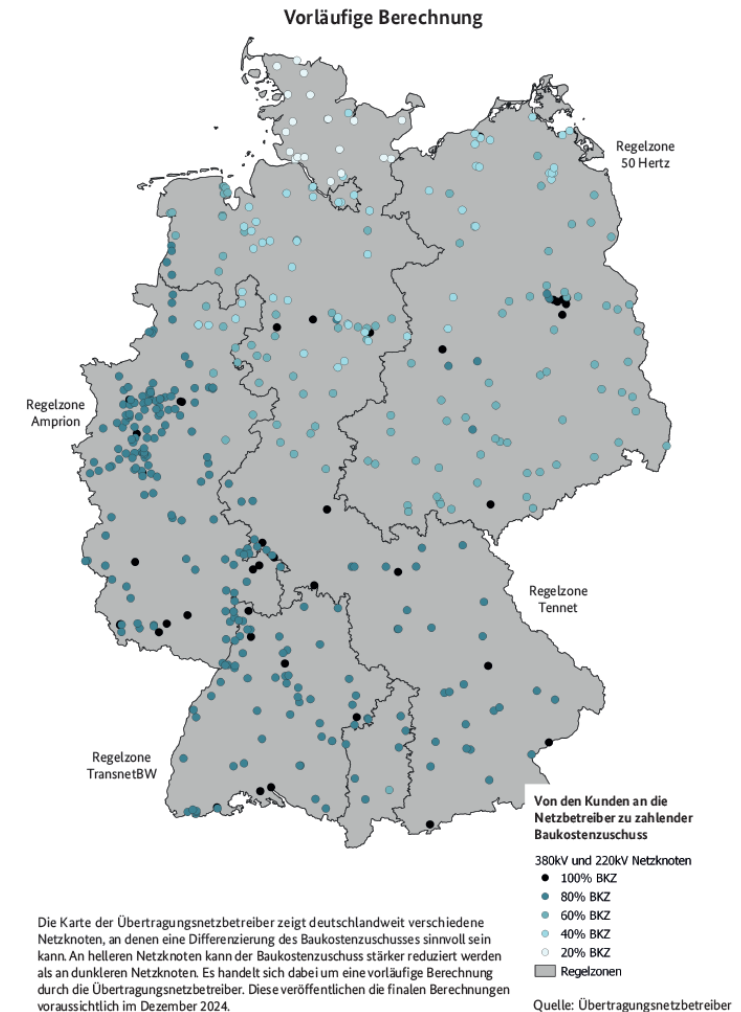 Vorläufige Berechnung
Regelzone
50 Hertz
Regelzone
Amprion
Regelzone
Tennet
Regelzone
TransnetBW
Von den Kunden an die
Netzbetreiber zu zahlender
Baukostenzuschuss
380kV und 220kV Netzknoten
100% BKZ
80% BKZ
60% BKZ
40% BKZ
20% BKZ
Regelzonen
Die Karte der Übertragungsnetzbetreiber zeigt deutschlandweit verschiedene
Netzknoten, an denen eine Differenzierung des Baukostenzuschusses sinnvoll sein
kann. An helleren Netzknoten kann der Baukostenzuschuss stärker reduziert werden
als an dunkleren Netzknoten. Es handelt sich dabei um eine vorläufige Berechnung
durch die Übertragungsnetzbetreiber. Diese veröffentlichen die finalen Berechnungen
voraussichtlich im Dezember 2024.
Quelle: Übertragungsnetzbetreiber